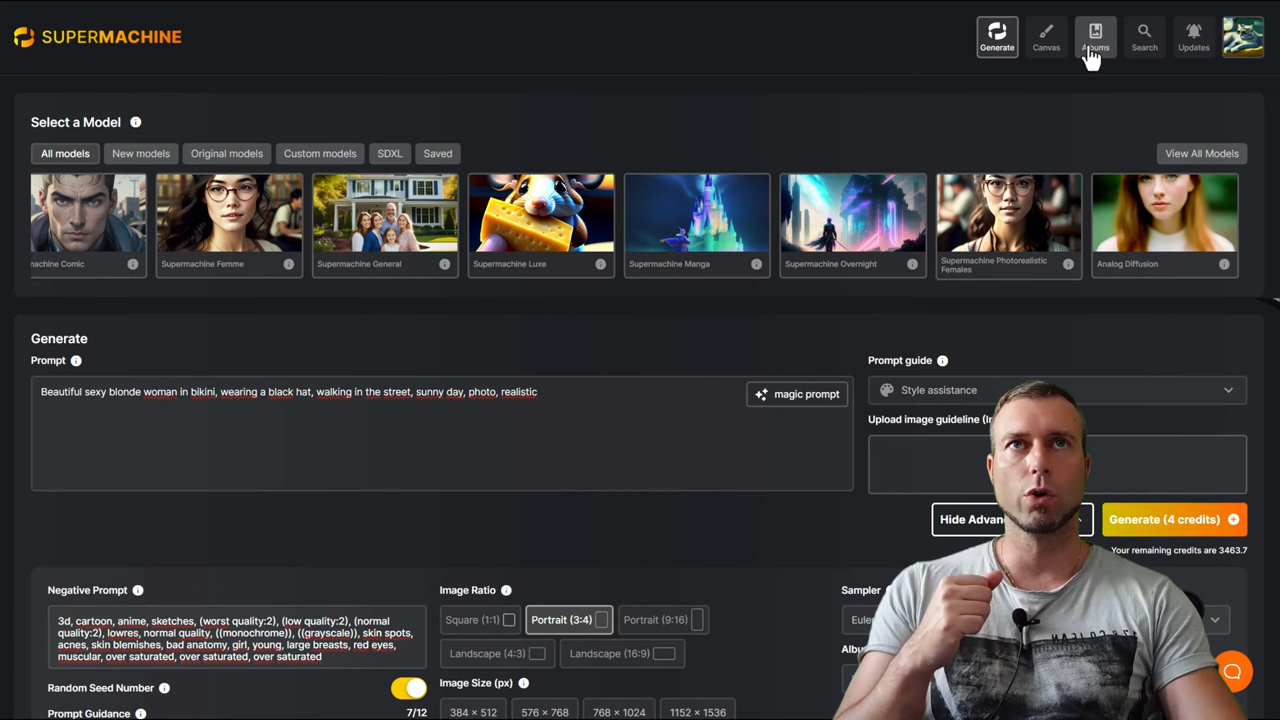 SUPERMACHINE
Generate
Canvas
Albums
Search
Updates
Select a Model
All models
New models
Original models
Custom models
SDXL
Saved
View All Models
machine Comic
Supermachine Femme
Supermachine General
Supermachine Luxe
Supermachine Manga
Supermachine Overnight
Supermachine Photorealistic
Females
Analog Diffusion
Generate
Prompt
Prompt guide
Beautiful sexy blonde woman in bikini, wearing a black hat, walking in the street, sunny day, photo, realistic
magic prompt
Style assistance
Upload image guideline
Hide
Generate (4 credits)
Your remaining credits are 3463.7
Negative Prompt
3d, cartoon, anime, sketches, (worst quality:2), (low quality:2), (normal
quality:2), lowres, normal quality, ((monochrome)), ((grayscale)), skin spots,
acnes, skin blemishes, bad anatomy, girl, young, large breasts, red eyes,
muscular, over saturated, over saturated, over saturated
Image Ratio
Square (1:1)
Portrait (3:4)
Portrait (9:16)
Landscape (4:3)
Landscape (16:9)
Sampler
Random Seed Number
Image Size (px)
Prompt Guidance
7/12
384 × 512
576 × 768
768 × 1024
1152 × 1536